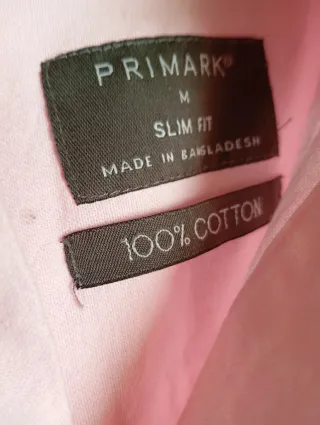 PRIMARK®
M
SLIM FIT
MADE IN BANGLADESH
100% COTTON